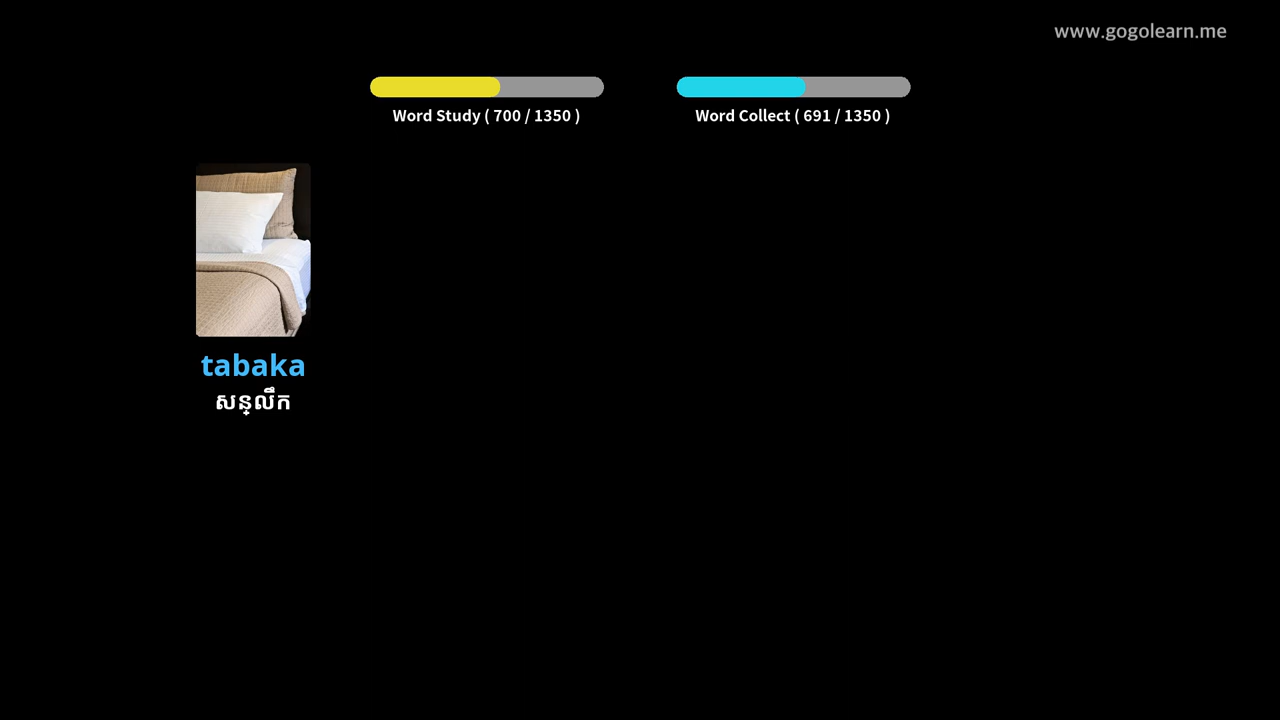 www.gogolearn.me
Word Study ( 700 / 1350 )
Word Collect ( 691 / 1350 )
tabaka
សន្លឹក